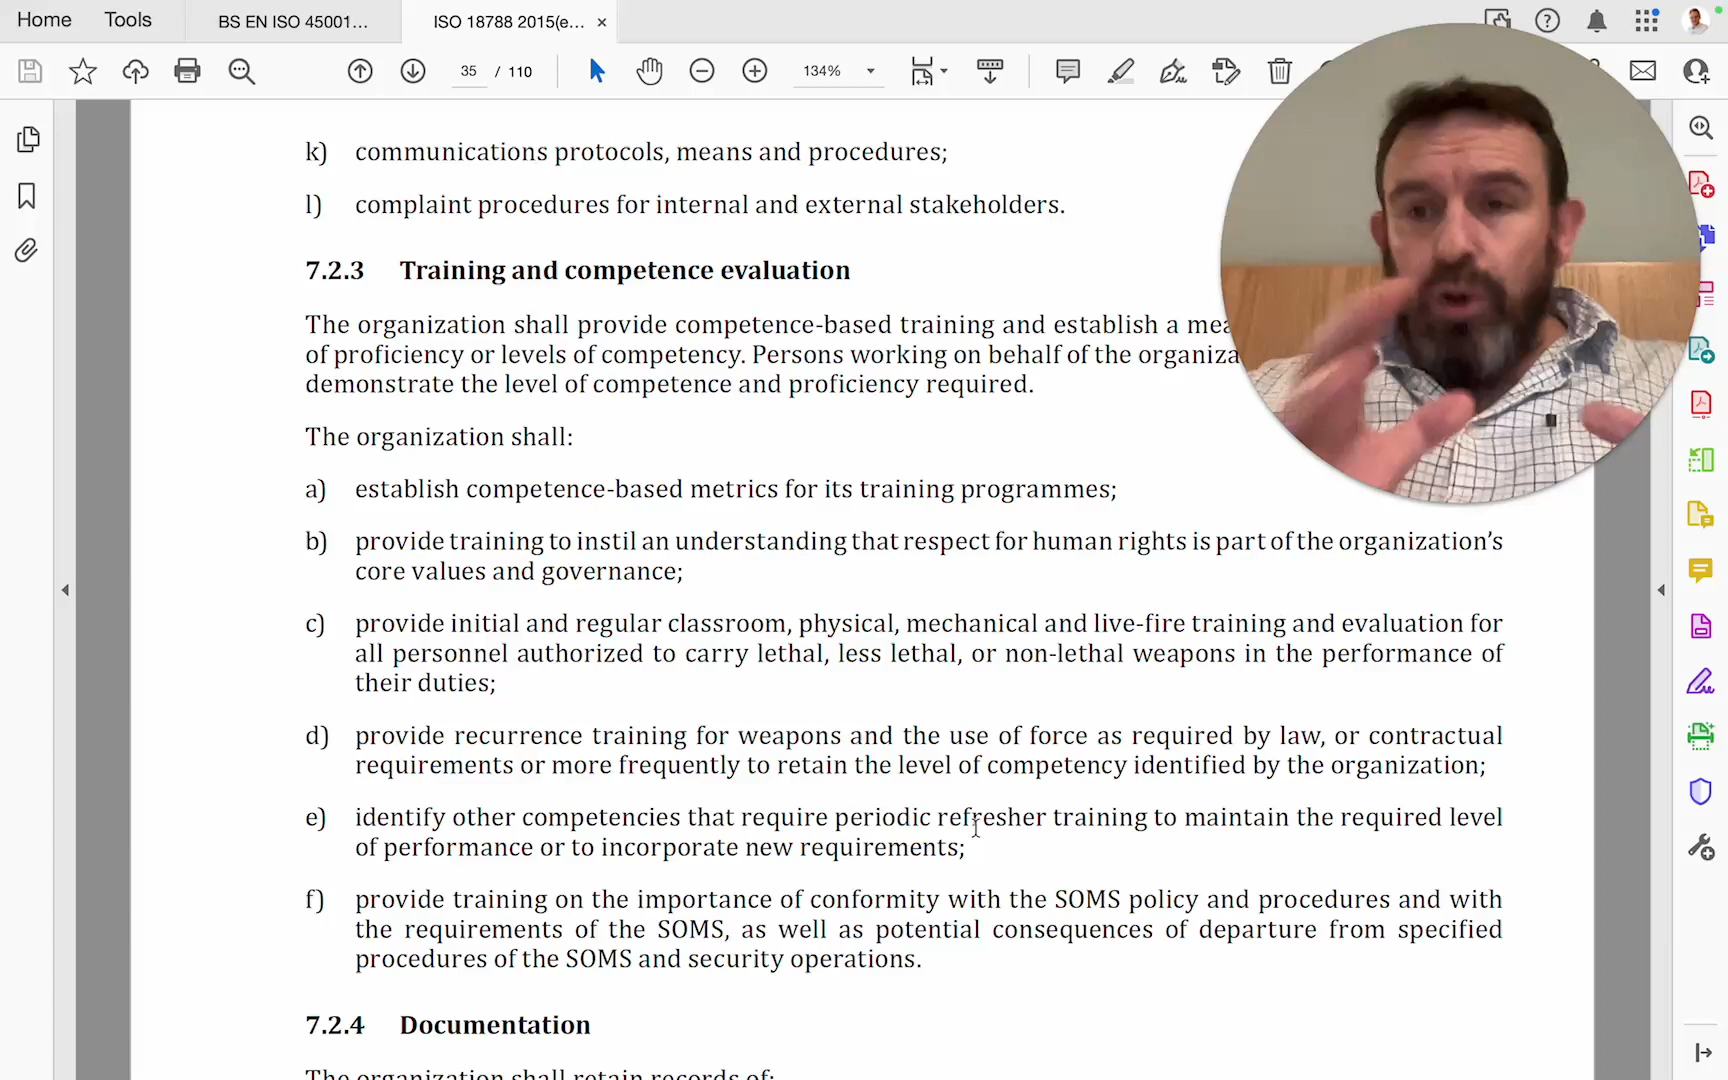 Home Tools BS EN ISO 45001... ISO 18788 2015(e... ×
35 / 110 134%
k) communications protocols, means and procedures;
l) complaint procedures for internal and external stakeholders.
7.2.3 Training and competence evaluation
The organization shall provide competence-based training and establish a
of proficiency or levels of competency. Persons working on behalf of the
demonstrate the level of competence and proficiency required.
The organization shall:
a) establish competence-based metrics for its training programmes;
b) provide training to instil an understanding that respect for human rights is part of the organization's
core values and governance;
c) provide initial and regular classroom, physical, mechanical and live-fire training and evaluation for
all personnel authorized to carry lethal, less lethal, or non-lethal weapons in the performance of
their duties;
d) provide recurrence training for weapons and the use of force as required by law, or contractual
requirements or more frequently to retain the level of competency identified by the organization;
e) identify other competencies that require periodic refresher training to maintain the required level
of performance or to incorporate new requirements;
f) provide training on the importance of conformity with the SOMS policy and procedures and with
the requirements of the SOMS, as well as potential consequences of departure from specified
procedures of the SOMS and security operations.
7.2.4 Documentation
The organization shall retain records of: